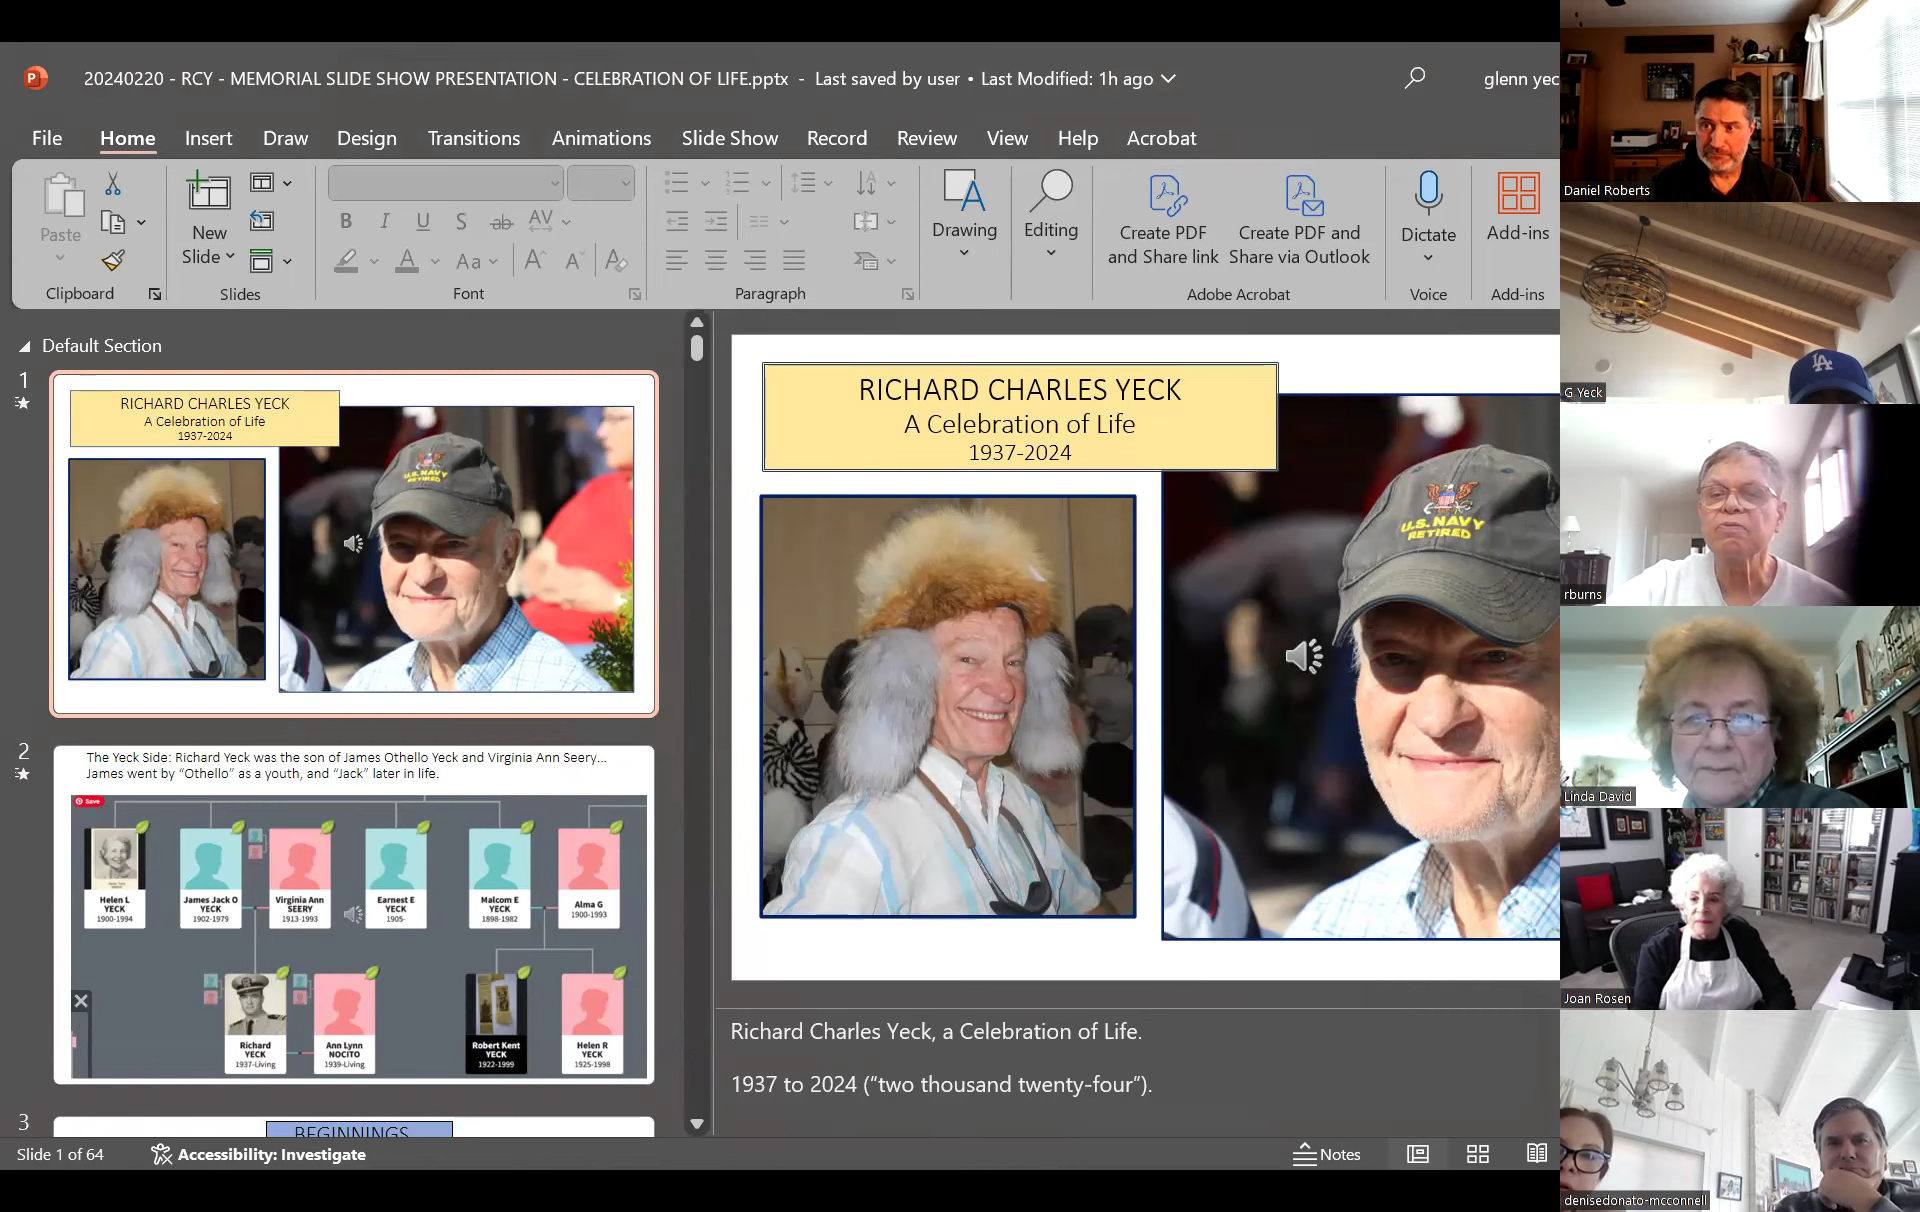 20240220 - RCY - MEMORIAL SLIDE SHOW PRESENTATION - CELEBRATION OF LIFE.pptx - Last saved by user • Last Modified: 1h ago
glenn yec
File Home Insert Draw Design Transitions Animations Slide Show Record Review View Help Acrobat
Paste
Clipboard
New
Slide
Slides
Font
Paragraph
Drawing
Editing
Create PDF
and Share link
Create PDF and
Share via Outlook
Adobe Acrobat
Dictate
Voice
Add-ins
Add-ins
Default Section
1
RICHARD CHARLES YECK
A Celebration of Life
1937-2024
U.S. NAVY
RETIRED
2
The Yeck Side: Richard Yeck was the son of James Othello Yeck and Virginia Ann Seery...
James went by “Othello” as a youth, and “Jack” later in life.
Save
Helen L
YECK
1900-1994
James Jack O
YECK
1902-1979
Virginia Ann
SEERY
1913-1993
Earnest E
YECK
1905-
Malcom E
YECK
1898-1982
Alma G
1900-1993
Richard
YECK
1937-Living
Ann Lynn
NOCITO
1939-Living
Robert Kent
YECK
1922-1999
Helen R
YECK
1925-1998
3
BEGINNINGS
RICHARD CHARLES YECK
A Celebration of Life
1937-2024
U.S. NAVY
RETIRED
Richard Charles Yeck, a Celebration of Life.
1937 to 2024 (“two thousand twenty-four”).
Slide 1 of 64
Accessibility: Investigate
Notes
Daniel Roberts
LA
G Yeck
rburns
Linda David
Joan Rosen
denisedonato-mcconnell